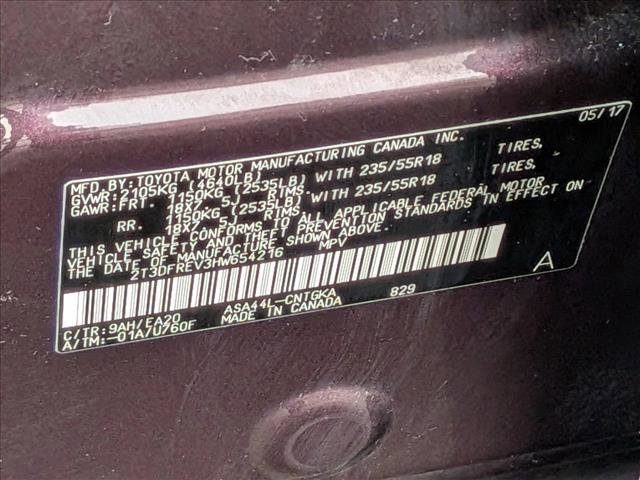 MFD. BY: TOYOTA MOTOR MANUFACTURING CANADA INC. 05/17
GVWR: 2105KG (4640LB)
GAWR: FRT. 1150KG (2535LB) WITH 235/55R18 TIRES,
18X7.5J RIMS,
RR. 1150KG (2535LB) WITH 235/55R18 TIRES,
18X7.5J RIMS,
THIS VEHICLE CONFORMS TO ALL APPLICABLE FEDERAL MOTOR
VEHICLE SAFETY AND THEFT PREVENTION STANDARDS IN EFFECT ON
THE DATE OF MANUFACTURE SHOWN ABOVE.
2T3DFREV3HW654216 MPV
A
C/TR: 9AH/EA20 ASA44L-CNTGKA 829
A/TM: -01A/U760F MADE IN CANADA